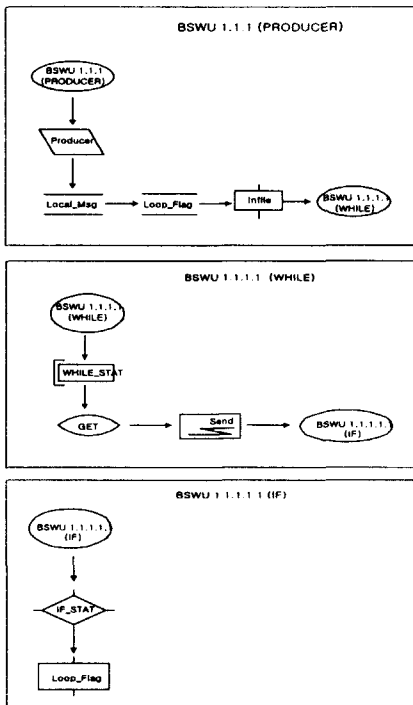 BSWU 1.1.1 (PRODUCER)
BSWU 1.1.1
(PRODUCER)
Producer
Local_Msg
Loop_Flag
Infile
BSWU 1.1.1.1
(WHILE)
BSWU 1.1.1.1 (WHILE)
BSWU 1.1.1.1
(WHILE)
WHILE_STAT
GET
Send
BSWU 1.1.1.1.1
(IF)
BSWU 1.1.1.1.1 (IF)
BSWU 1.1.1.1.1
(IF)
IF_STAT
Loop_Flag